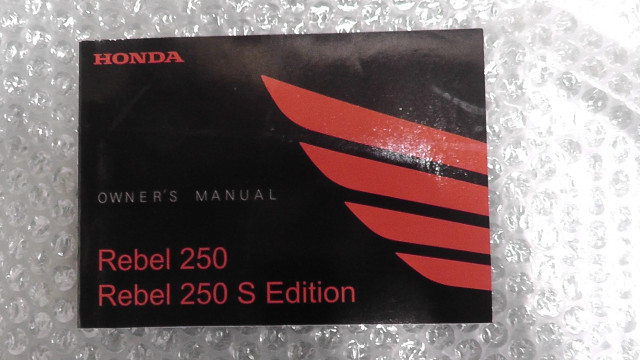 HONDA
OWNER'S MANUAL
Rebel 250
Rebel 250 S Edition